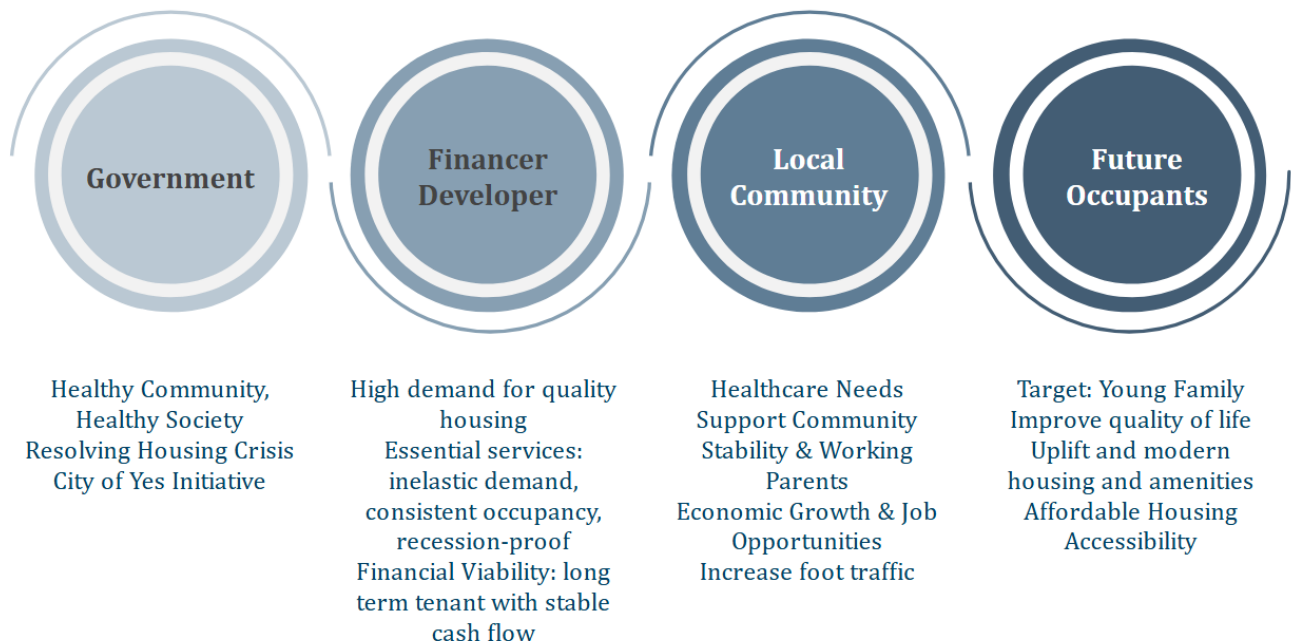 Government
Financer
Developer
Local
Community
Future
Occupants
Healthy Community,
Healthy Society
Resolving Housing Crisis
City of Yes Initiative
High demand for quality
housing
Essential services:
inelastic demand,
consistent occupancy,
recession-proof
Financial Viability: long
term tenant with stable
cash flow
Healthcare Needs
Support Community
Stability & Working
Parents
Economic Growth & Job
Opportunities
Increase foot traffic
Target: Young Family
Improve quality of life
Uplift and modern
housing and amenities
Affordable Housing
Accessibility